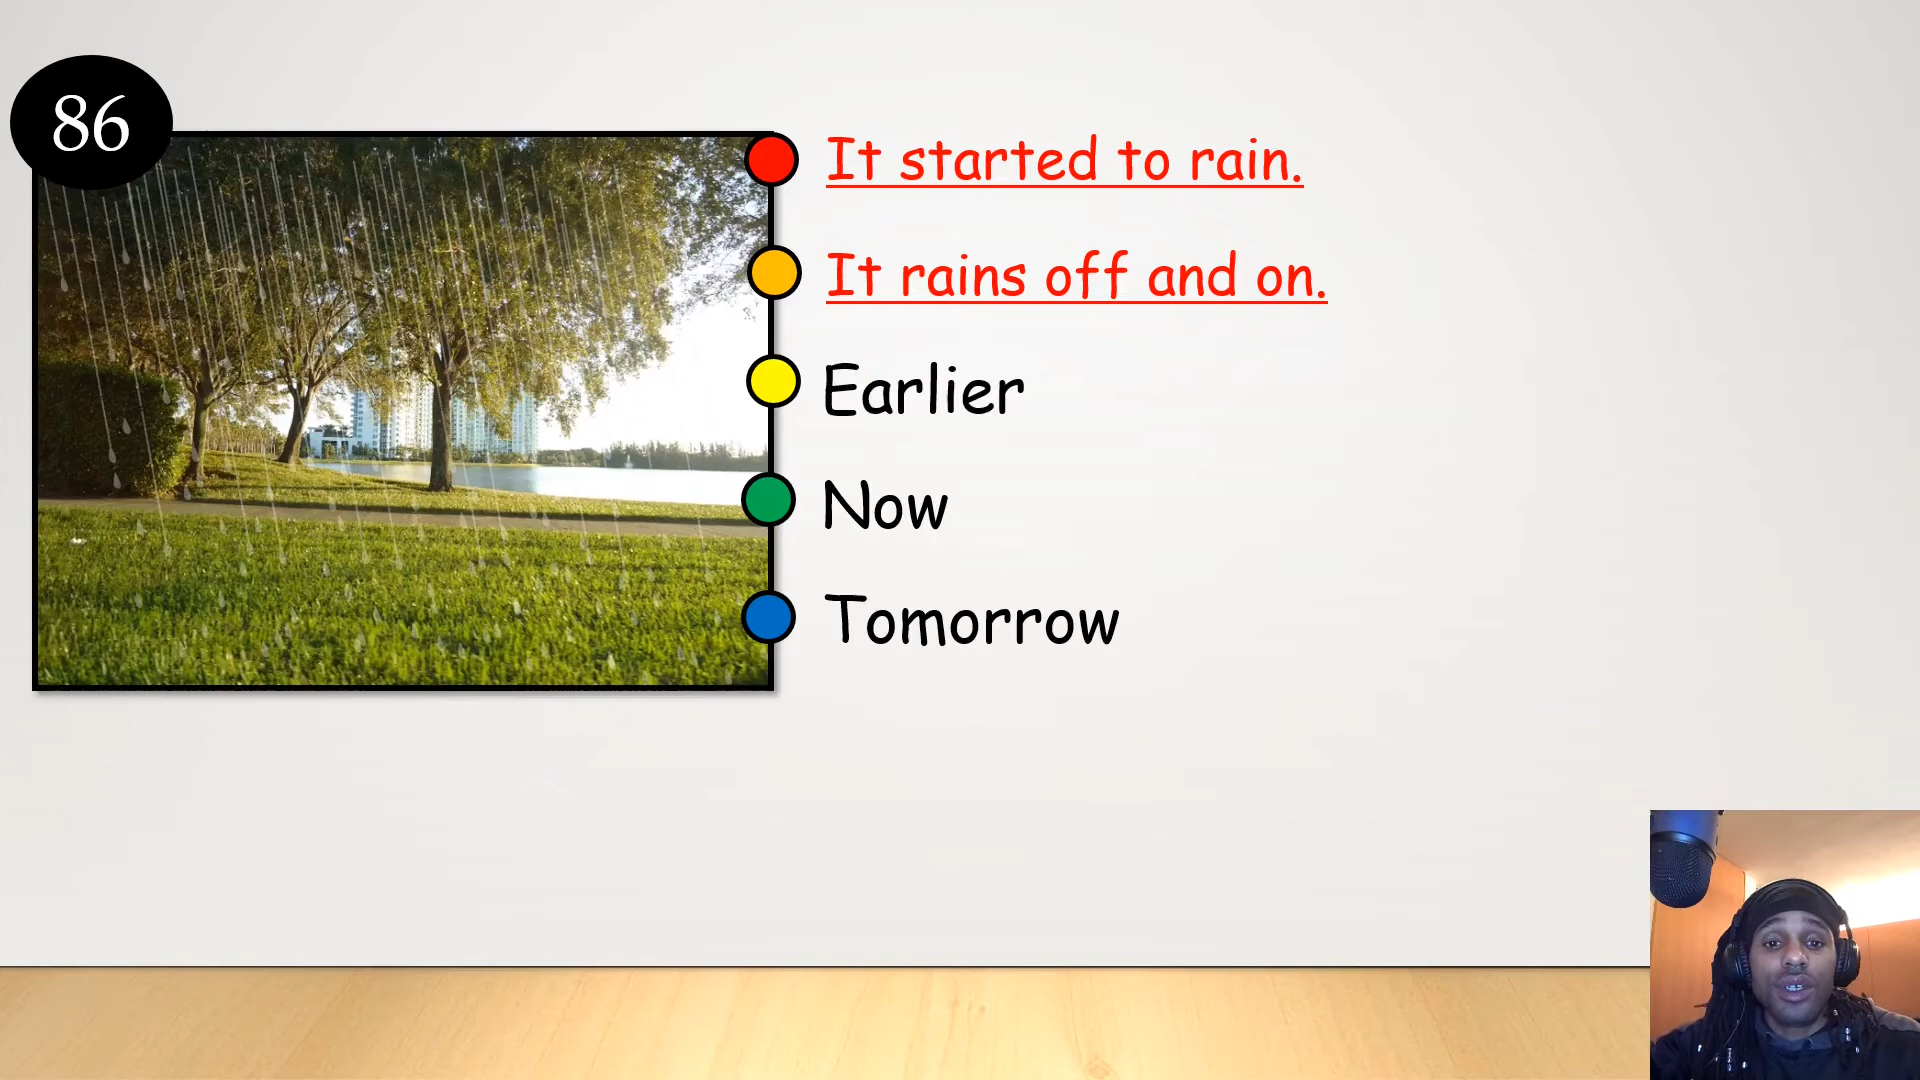 86
It started to rain.
It rains off and on.
Earlier
Now
Tomorrow